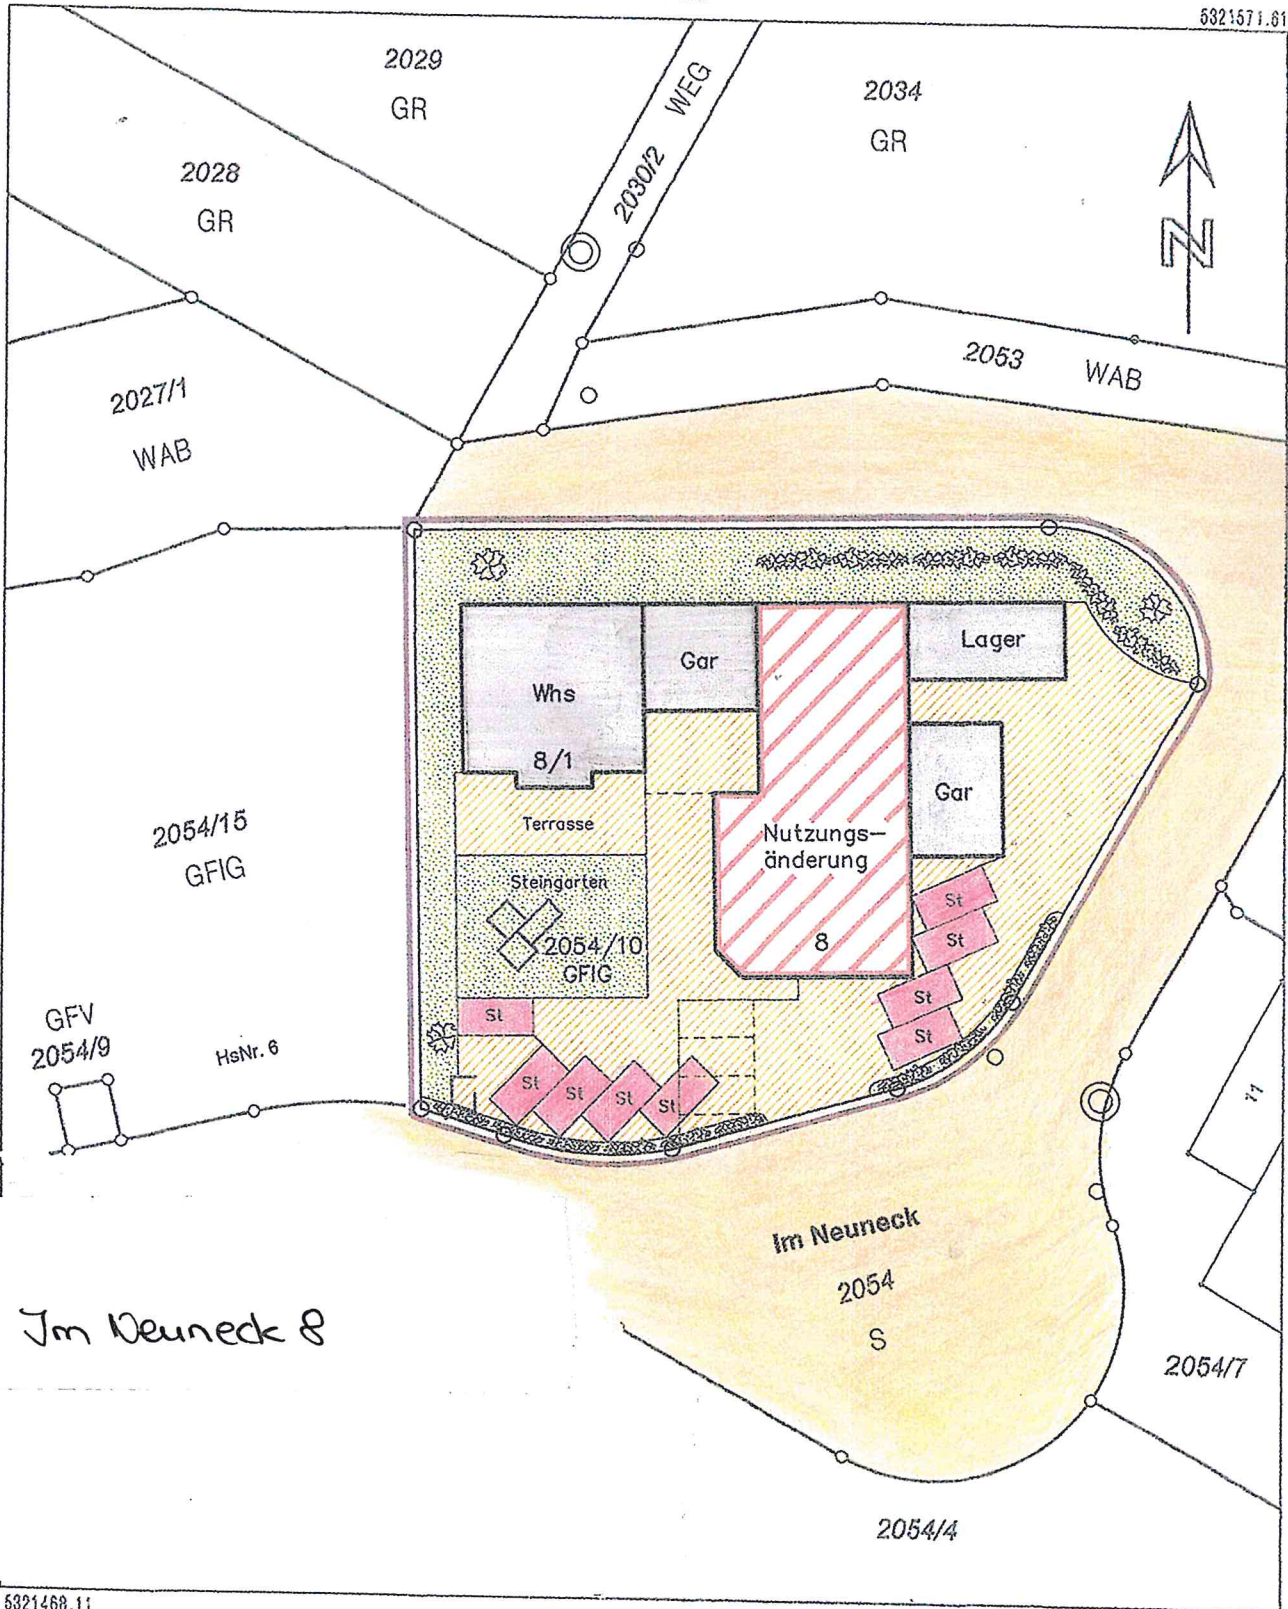 5321571.61
2029
GR
WEG
2030/2
2034
GR
2028
GR
N
2053 WAB
2027/1
WAB
Whs
8/1
Gar
Lager
Gar
Nutzungs-
änderung
8
Terrasse
Steingarten
2054/10
GFIG
2054/15
GFIG
St
St
St
St
St
St
St
St
St
GFV
2054/9
HsNr. 6
Im Neuneck
2054
S
Im Neuneck 8
2054/7
2054/4
5321468.11